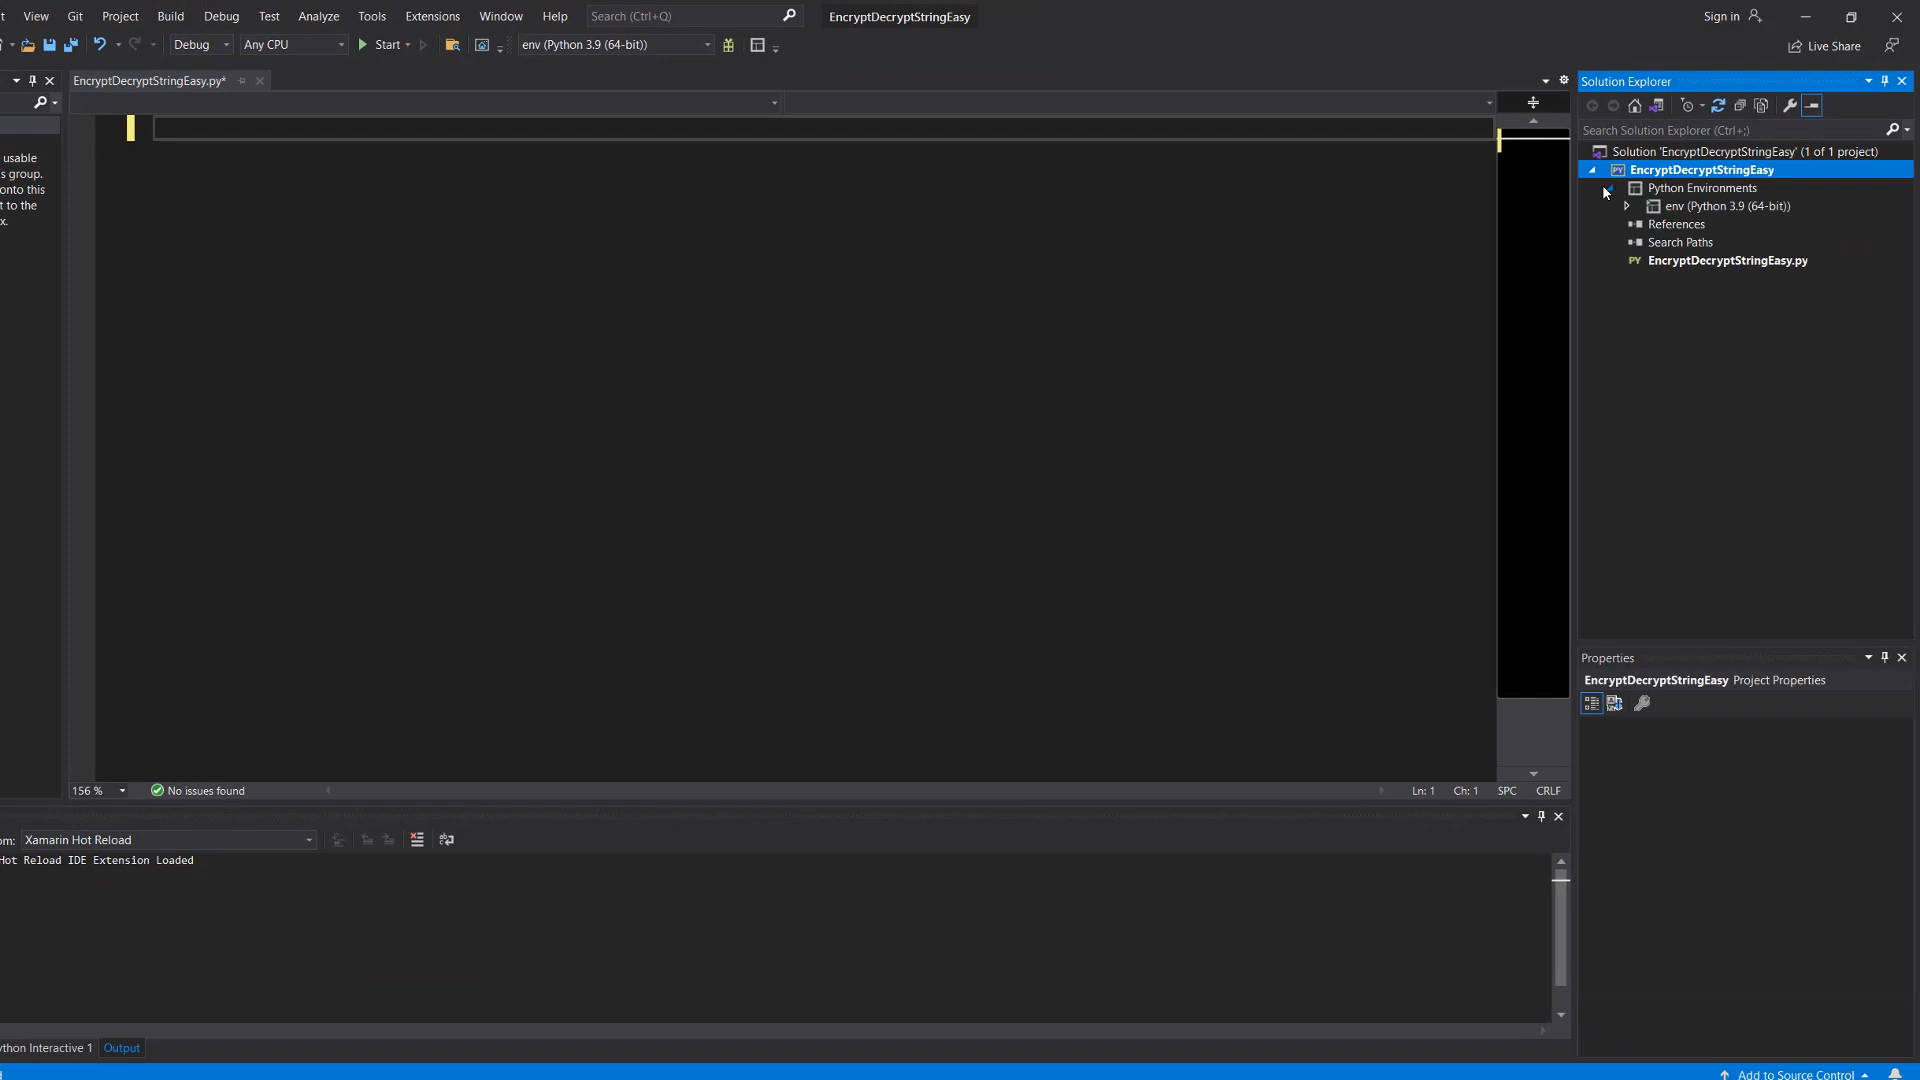 View Git Project Build Debug Test Analyze Tools Extensions Window Help Search (Ctrl+Q) EncryptDecryptStringEasy Sign in
Debug Any CPU Start env (Python 3.9 (64-bit)) Live Share
EncryptDecryptStringEasy.py*
usable
s group.
onto this
t to the
x.
Solution Explorer
Search Solution Explorer (Ctrl+;)
Solution 'EncryptDecryptStringEasy' (1 of 1 project)
EncryptDecryptStringEasy
Python Environments
env (Python 3.9 (64-bit))
References
Search Paths
PY EncryptDecryptStringEasy.py
Properties
EncryptDecryptStringEasy Project Properties
156 % No issues found Ln: 1 Ch: 1 SPC CRLF
om: Xamarin Hot Reload
Hot Reload IDE Extension Loaded
ython Interactive 1 Output
Add to Source Control